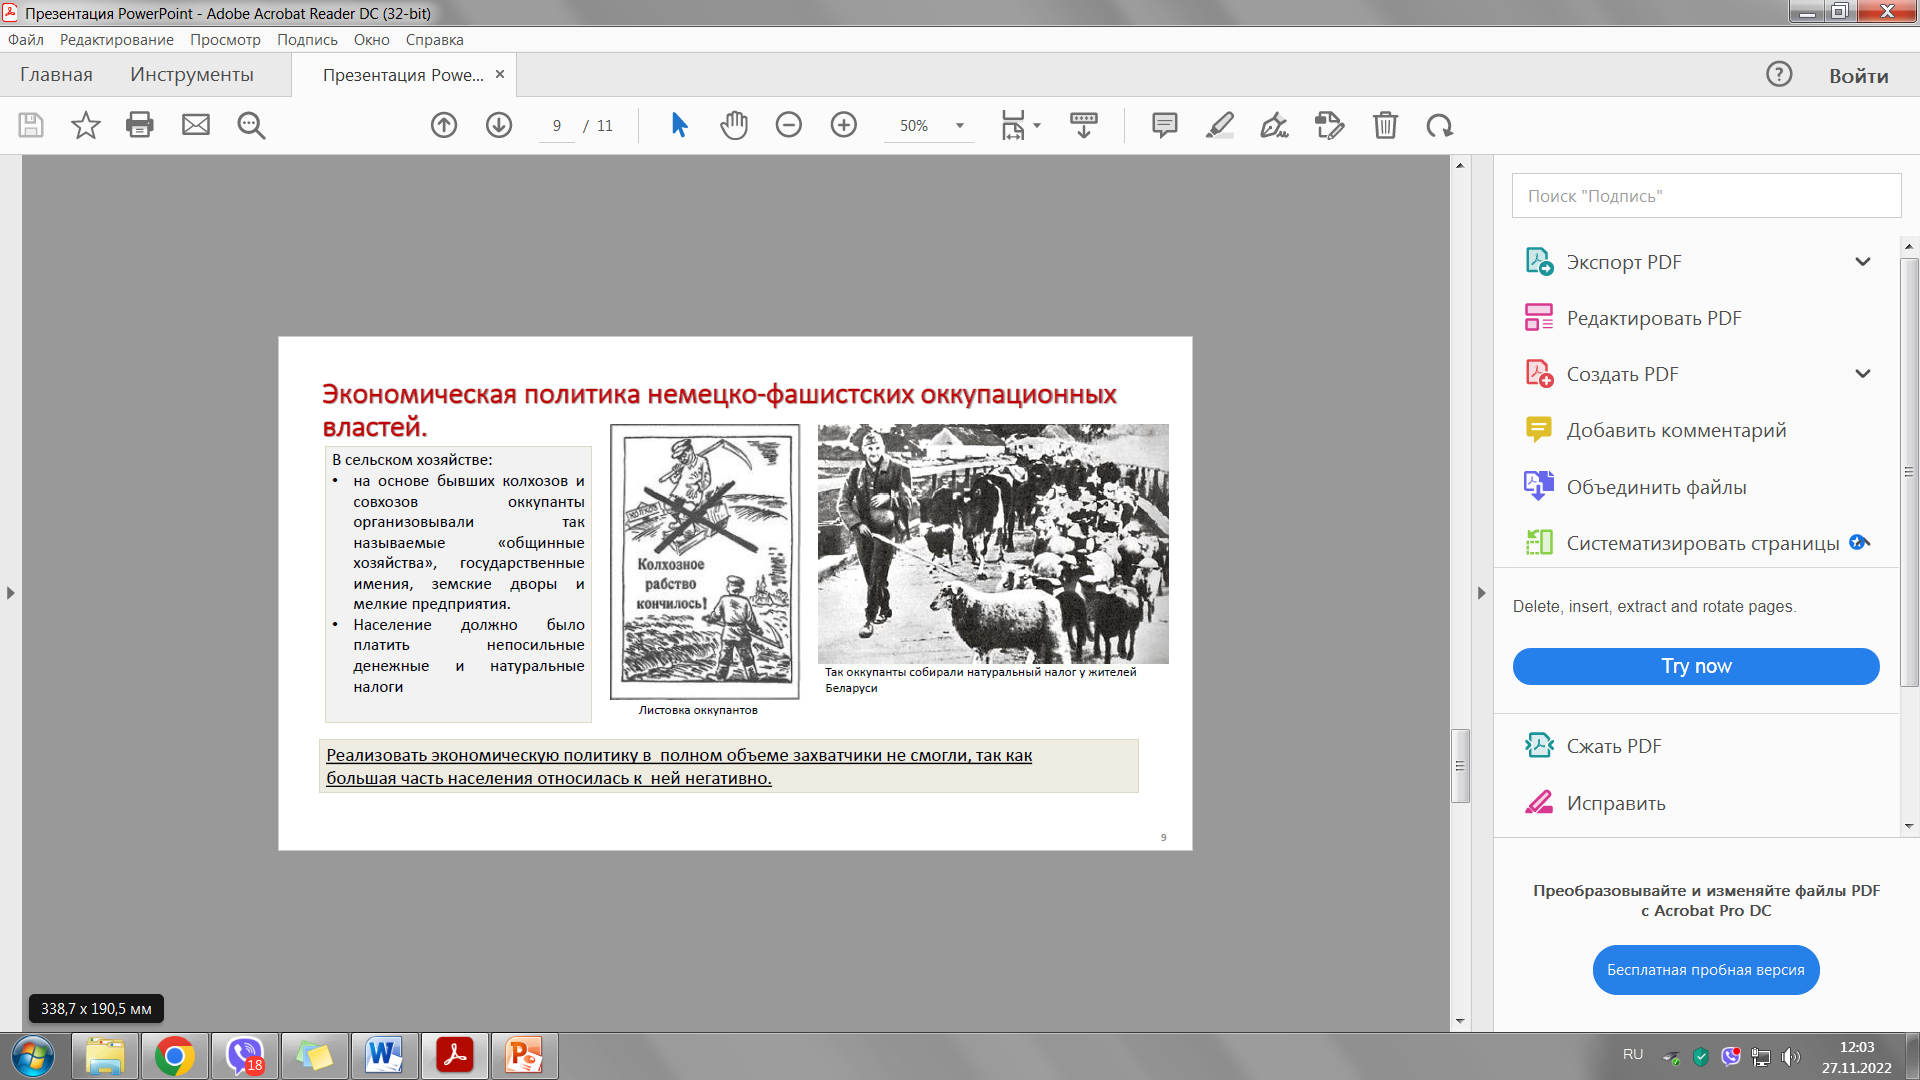 Презентация PowerPoint - Adobe Acrobat Reader DC (32-bit)
Файл Редактирование Просмотр Подпись Окно Справка
Главная Инструменты Презентация Powe... ×
Войти
9 / 11
50%
Поиск "Подпись"
Экспорт PDF
Редактировать PDF
Создать PDF
Добавить комментарий
Объединить файлы
Систематизировать страницы
Delete, insert, extract and rotate pages.
Try now
Сжать PDF
Исправить
Преобразовывайте и изменяйте файлы PDF
с Acrobat Pro DC
Бесплатная пробная версия
Экономическая политика немецко-фашистских оккупационных
властей.
В сельском хозяйстве:
• на основе бывших колхозов и
совхозов оккупанты
организовывали так
называемые «общинные
хозяйства», государственные
имения, земские дворы и
мелкие предприятия.
• Население должно было
платить непосильные
денежные и натуральные
налоги
Колхозное
рабство
кончилось!
Листовка оккупантов
Так оккупанты собирали натуральный налог у жителей
Беларуси
Реализовать экономическую политику в полном объеме захватчики не смогли, так как
большая часть населения относилась к ней негативно.
9
338,7 x 190,5 мм
18
RU
12:03
27.11.2022